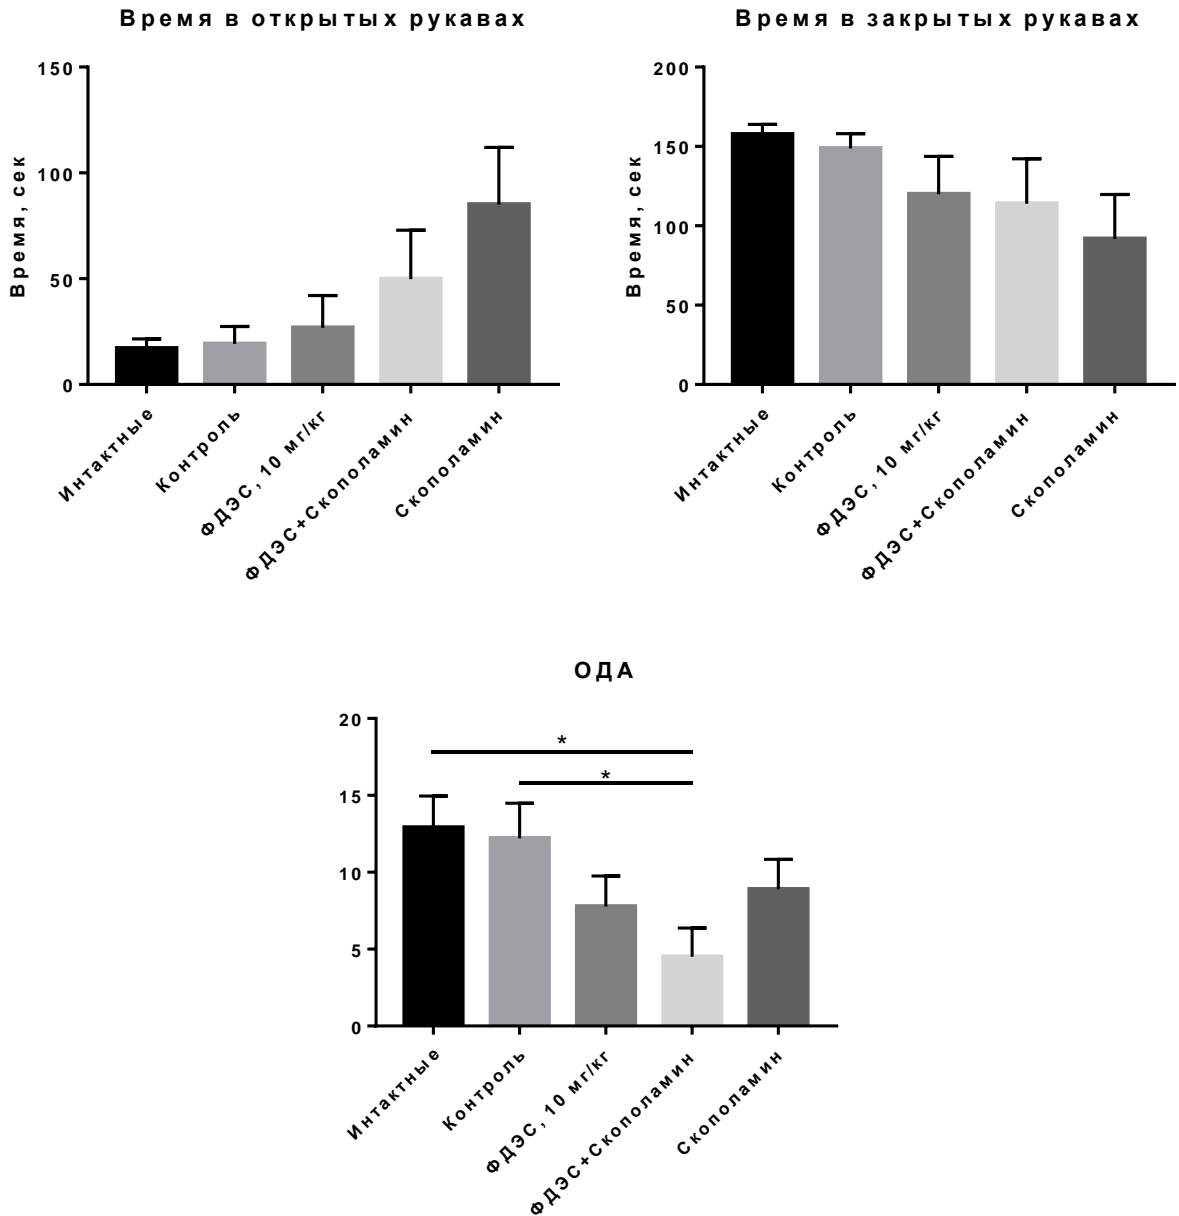 Время в открытых рукавах
Время, сек
150
100
50
0
Интактные
Контроль
ФДЭС, 10 мг/кг
ФДЭС+Скополамин
Скополамин
Время в закрытых рукавах
Время, сек
200
150
100
50
0
Интактные
Контроль
ФДЭС, 10 мг/кг
ФДЭС+Скополамин
Скополамин
ОДА
20
15
10
5
0
*
*
Интактные
Контроль
ФДЭС, 10 мг/кг
ФДЭС+Скополамин
Скополамин